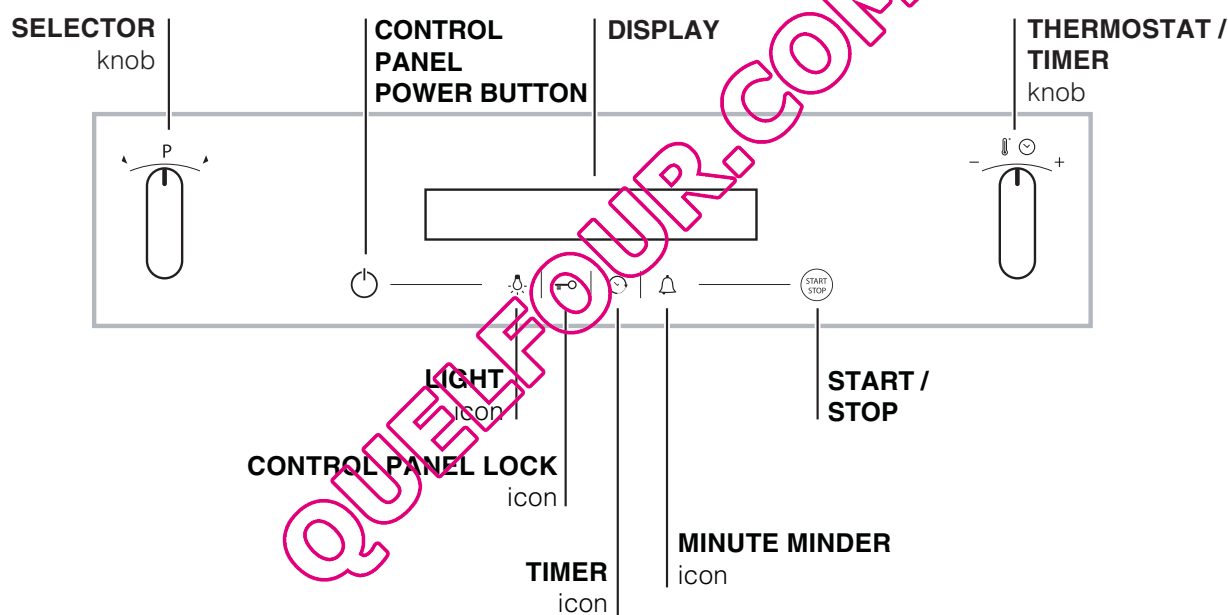 SELECTOR
knob
CONTROL
PANEL
POWER BUTTON
DISPLAY
THERMOSTAT /
TIMER
knob
P
- +
START
STOP
LIGHT
icon
CONTROL PANEL LOCK
icon
TIMER
icon
MINUTE MINDER
icon
START /
STOP
QUELFOUR.COM